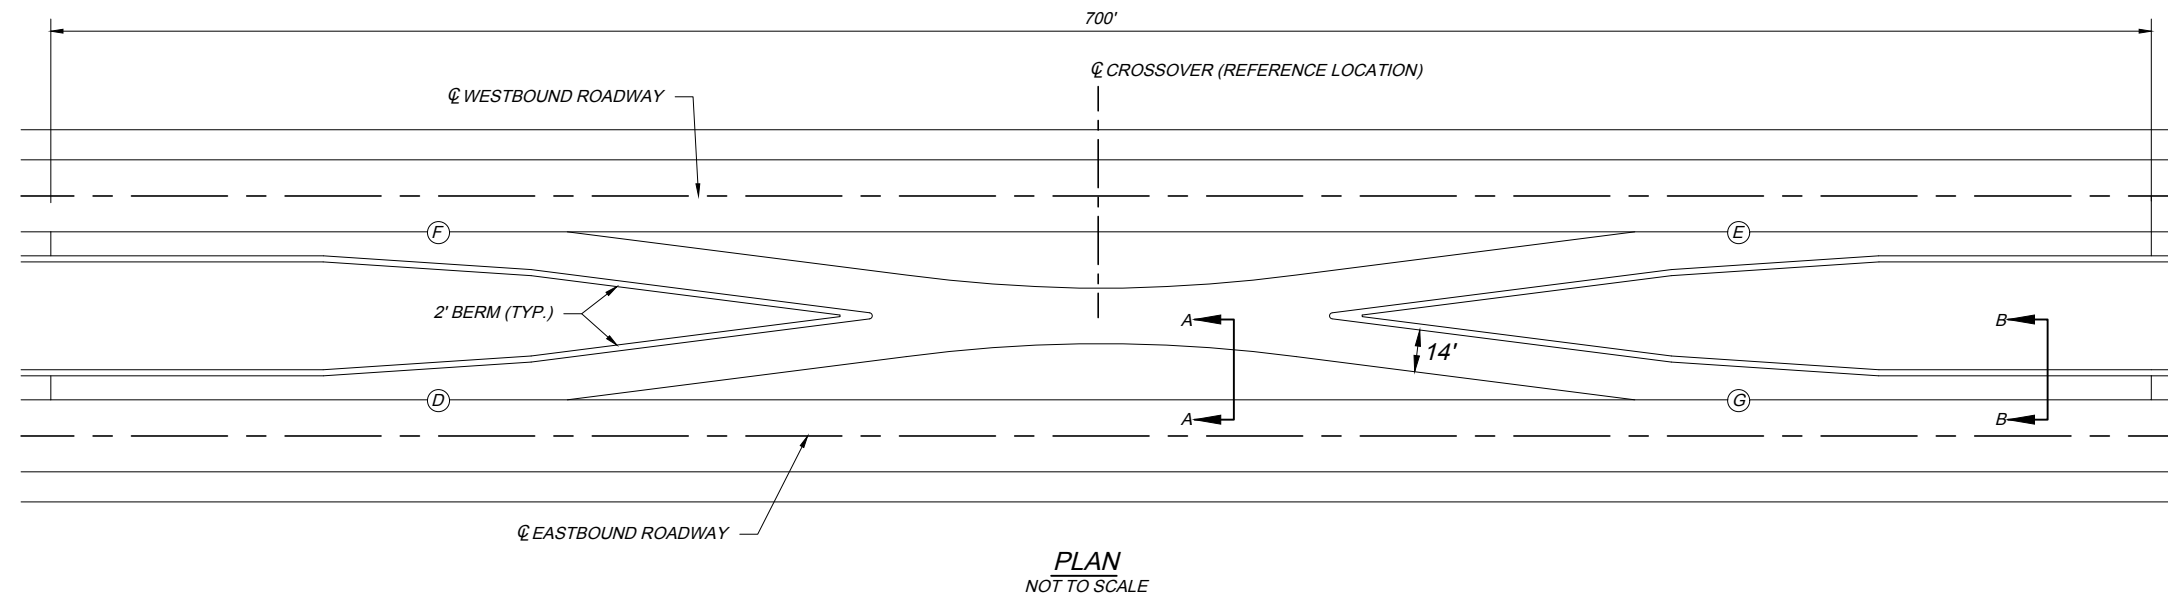 700'
℄ CROSSOVER (REFERENCE LOCATION)
℄ WESTBOUND ROADWAY
F
E
2' BERM (TYP.)
A
B
14'
D
G
A
B
℄ EASTBOUND ROADWAY
PLAN
NOT TO SCALE